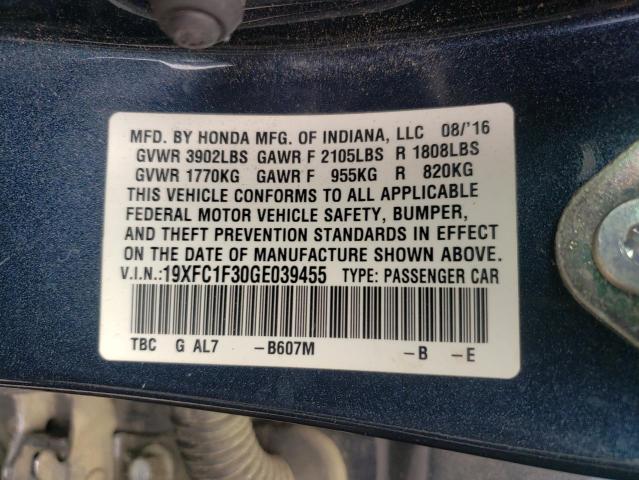 MFD. BY HONDA MFG. OF INDIANA, LLC 08/'16
GVWR 3902LBS GAWR F 2105LBS R 1808LBS
GVWR 1770KG GAWR F 955KG R 820KG
THIS VEHICLE CONFORMS TO ALL APPLICABLE
FEDERAL MOTOR VEHICLE SAFETY, BUMPER,
AND THEFT PREVENTION STANDARDS IN EFFECT
ON THE DATE OF MANUFACTURE SHOWN ABOVE.
V.I.N.:19XFC1F30GE039455 TYPE: PASSENGER CAR
TBC G AL7 -B607M -B -E